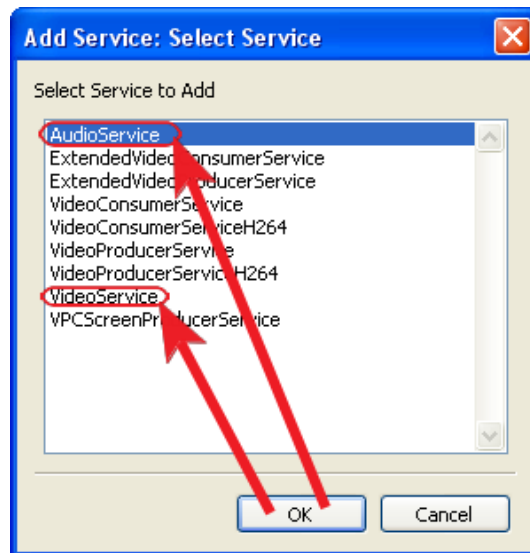 Add Service: Select Service
Select Service to Add
AudioService
ExtendedVideoConsumerService
ExtendedVideoProducerService
VideoConsumerService
VideoConsumerServiceH264
VideoProducerService
VideoProducerServiceH264
VideoService
VPCScreenProducerService
OK
Cancel